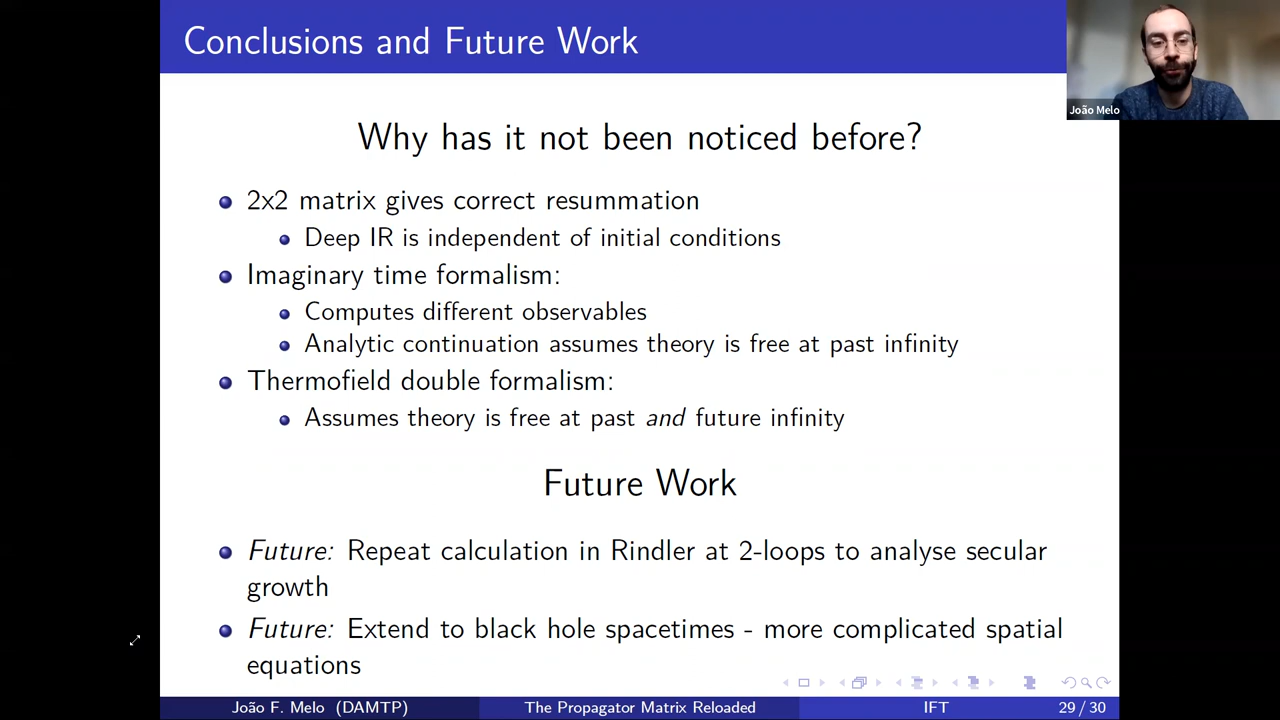 Conclusions and Future Work
João Melo
Why has it not been noticed before?
2x2 matrix gives correct resummation
Deep IR is independent of initial conditions
Imaginary time formalism:
Computes different observables
Analytic continuation assumes theory is free at past infinity
Thermofield double formalism:
Assumes theory is free at past and future infinity
Future Work
Future: Repeat calculation in Rindler at 2-loops to analyse secular
growth
Future: Extend to black hole spacetimes - more complicated spatial
equations
João F. Melo (DAMTP) The Propagator Matrix Reloaded IFT 29 / 30